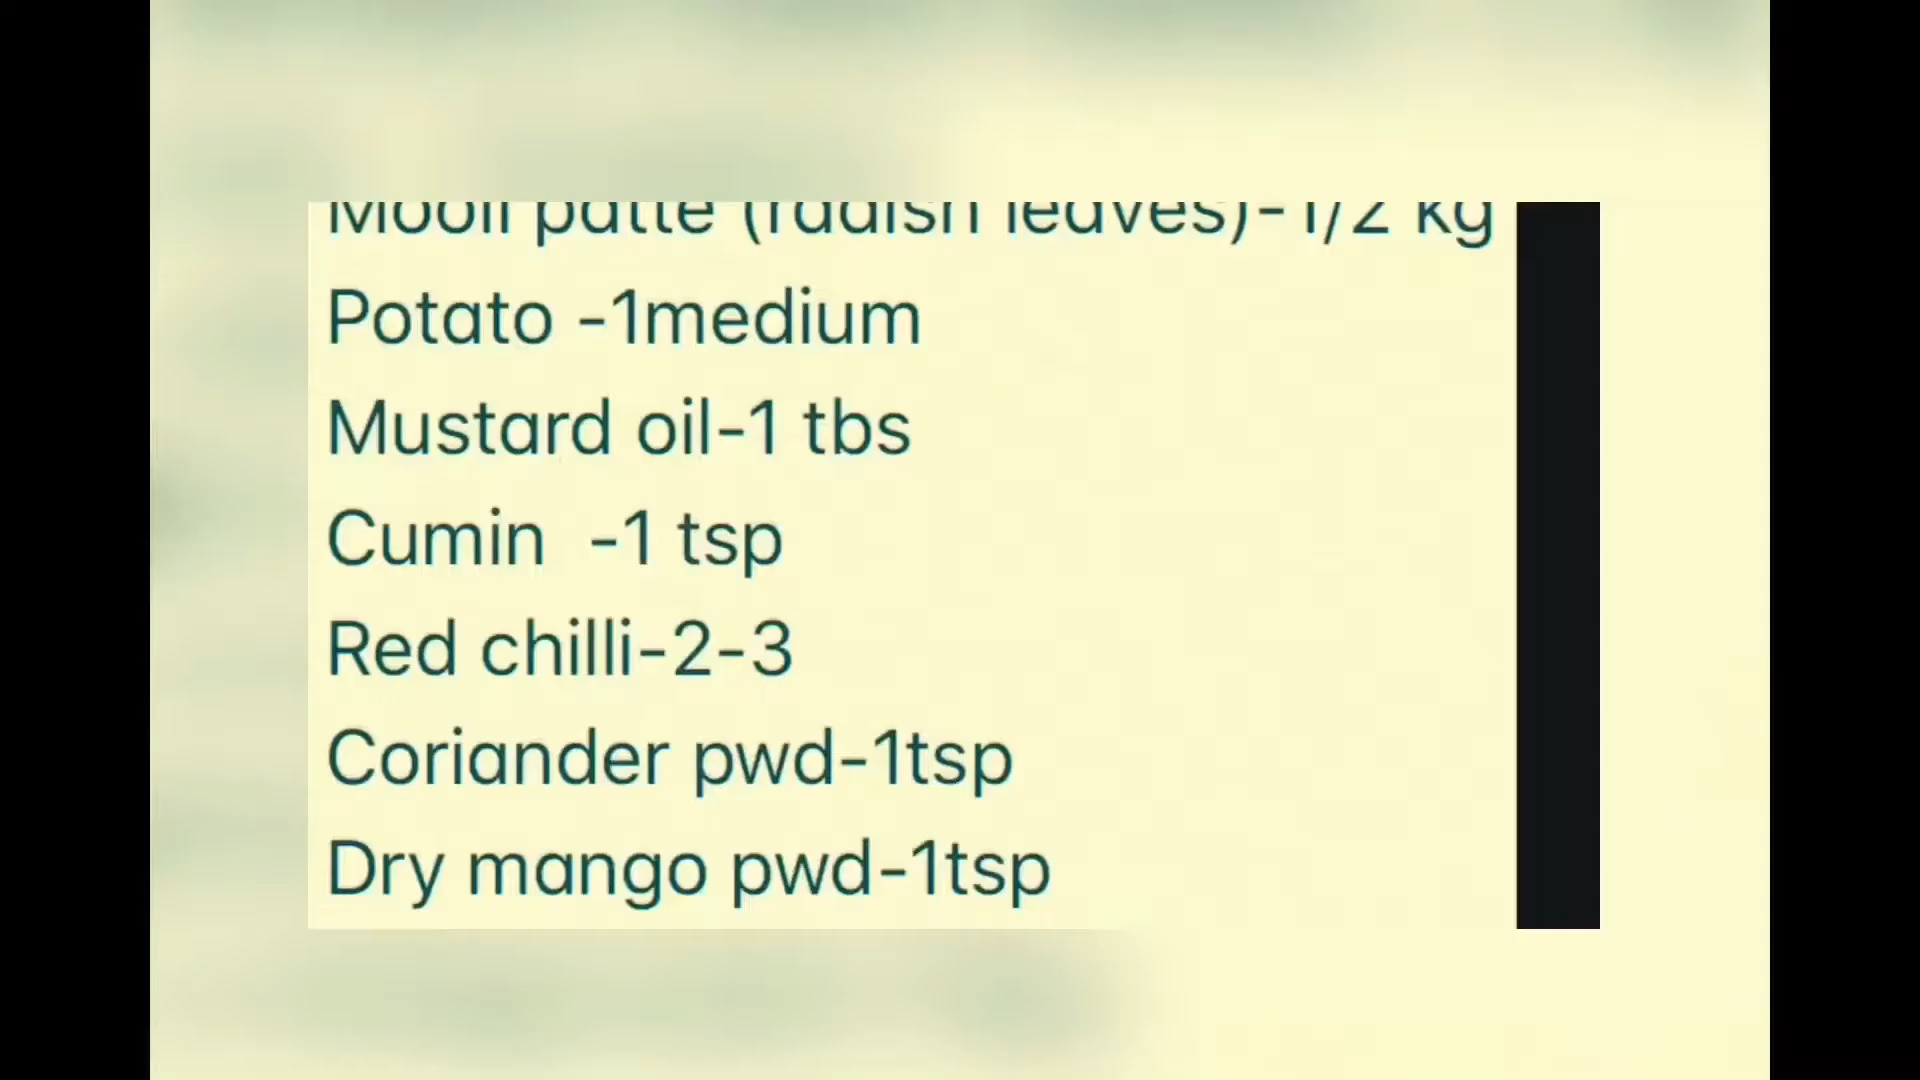 Mooli patte (radish leaves)-1/2 kg
Potato -1medium
Mustard oil-1 tbs
Cumin  -1 tsp
Red chilli-2-3
Coriander pwd-1tsp
Dry mango pwd-1tsp